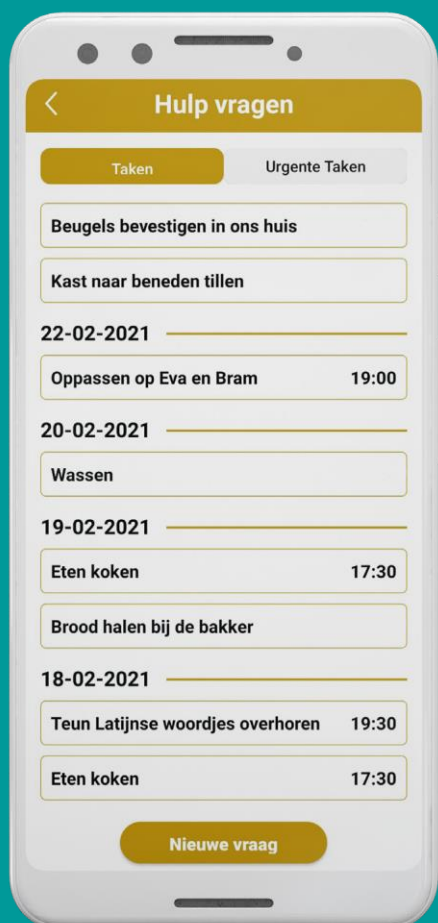 Hulp vragen
Taken
Urgente Taken
Beugels bevestigen in ons huis
Kast naar beneden tillen
22-02-2021
Oppassen op Eva en Bram 19:00
20-02-2021
Wassen
19-02-2021
Eten koken 17:30
Brood halen bij de bakker
18-02-2021
Teun Latijnse woordjes overhoren 19:30
Eten koken 17:30
Nieuwe vraag